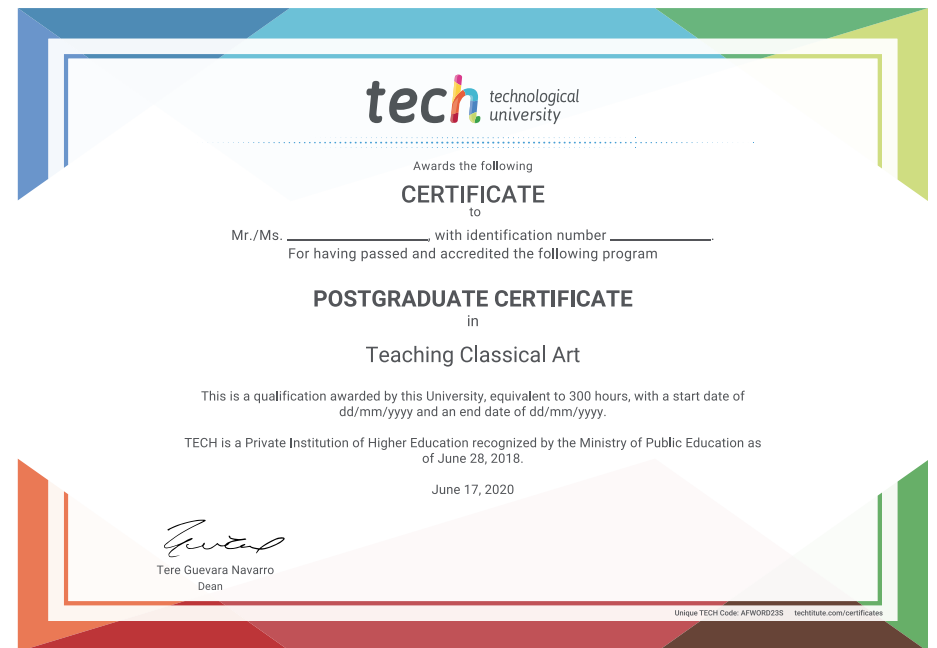 tech technological
university
Awards the following
CERTIFICATE
to
Mr./Ms. ____________________, with identification number ______________.
For having passed and accredited the following program
POSTGRADUATE CERTIFICATE
in
Teaching Classical Art
This is a qualification awarded by this University, equivalent to 300 hours, with a start date of
dd/mm/yyyy and an end date of dd/mm/yyyy.
TECH is a Private Institution of Higher Education recognized by the Ministry of Public Education as
of June 28, 2018.
June 17, 2020
Tere Guevara Navarro
Dean
Unique TECH Code: AFWORD23S techtitute.com/certificates